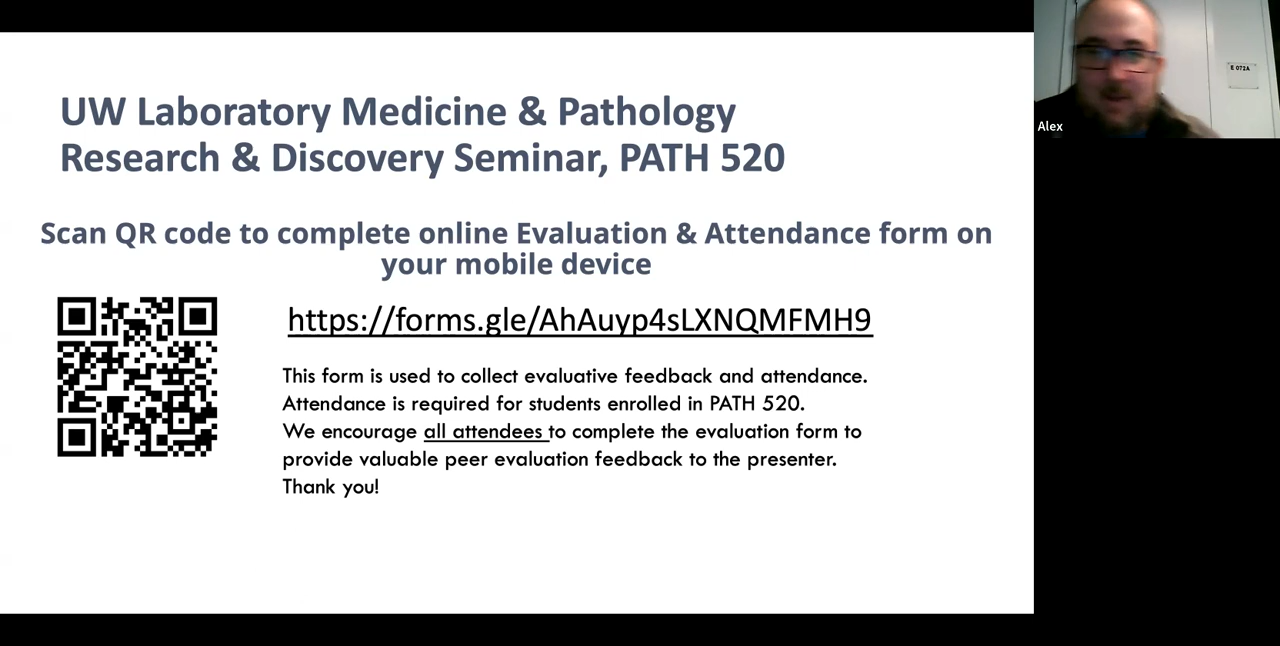 UW Laboratory Medicine & Pathology
Research & Discovery Seminar, PATH 520
Scan QR code to complete online Evaluation & Attendance form on
your mobile device
https://forms.gle/AhAuyp4sLXNQMFMH9
This form is used to collect evaluative feedback and attendance.
Attendance is required for students enrolled in PATH 520.
We encourage all attendees to complete the evaluation form to
provide valuable peer evaluation feedback to the presenter.
Thank you!
E 072A
Alex